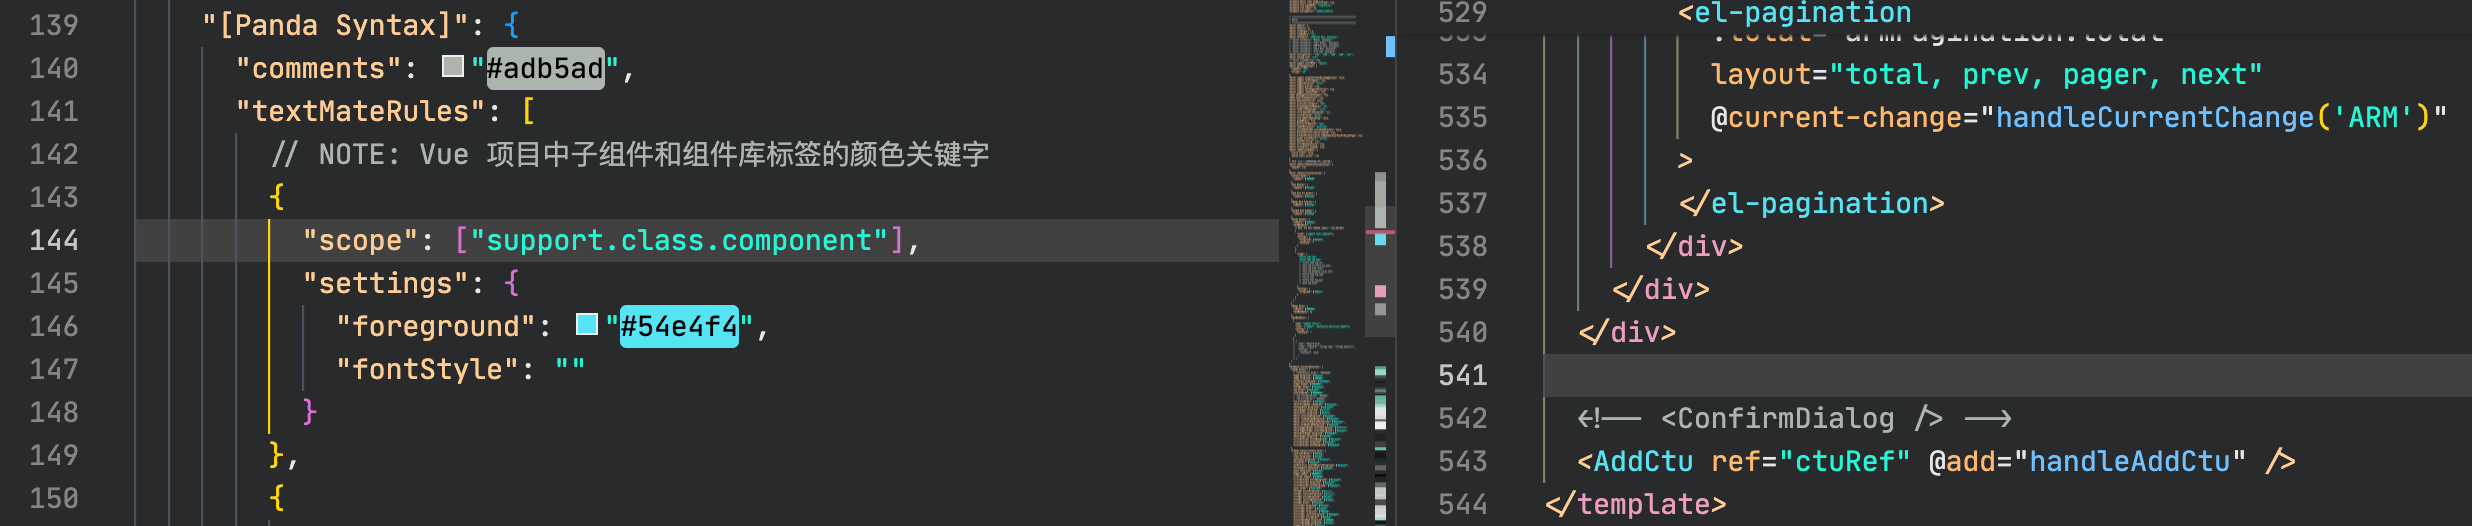 139 "[Panda Syntax]": {
140 "comments": "#adb5ad",
141 "textMateRules": [
142 // NOTE: Vue 项目中子组件和组件库标签的颜色关键字
143 {
144 "scope": ["support.class.component"],
145 "settings": {
146 "foreground": "#54e4f4",
147 "fontStyle": ""
148 }
149 },
150 {
529 <el-pagination
:total= armPagination.total
534 layout="total, prev, pager, next"
535 @current-change="handleCurrentChange('ARM')"
536 >
537 </el-pagination>
538 </div>
539 </div>
540 </div>
541
542 <!-- <ConfirmDialog /> -->
543 <AddCtu ref="ctuRef" @add="handleAddCtu" />
544 </template>